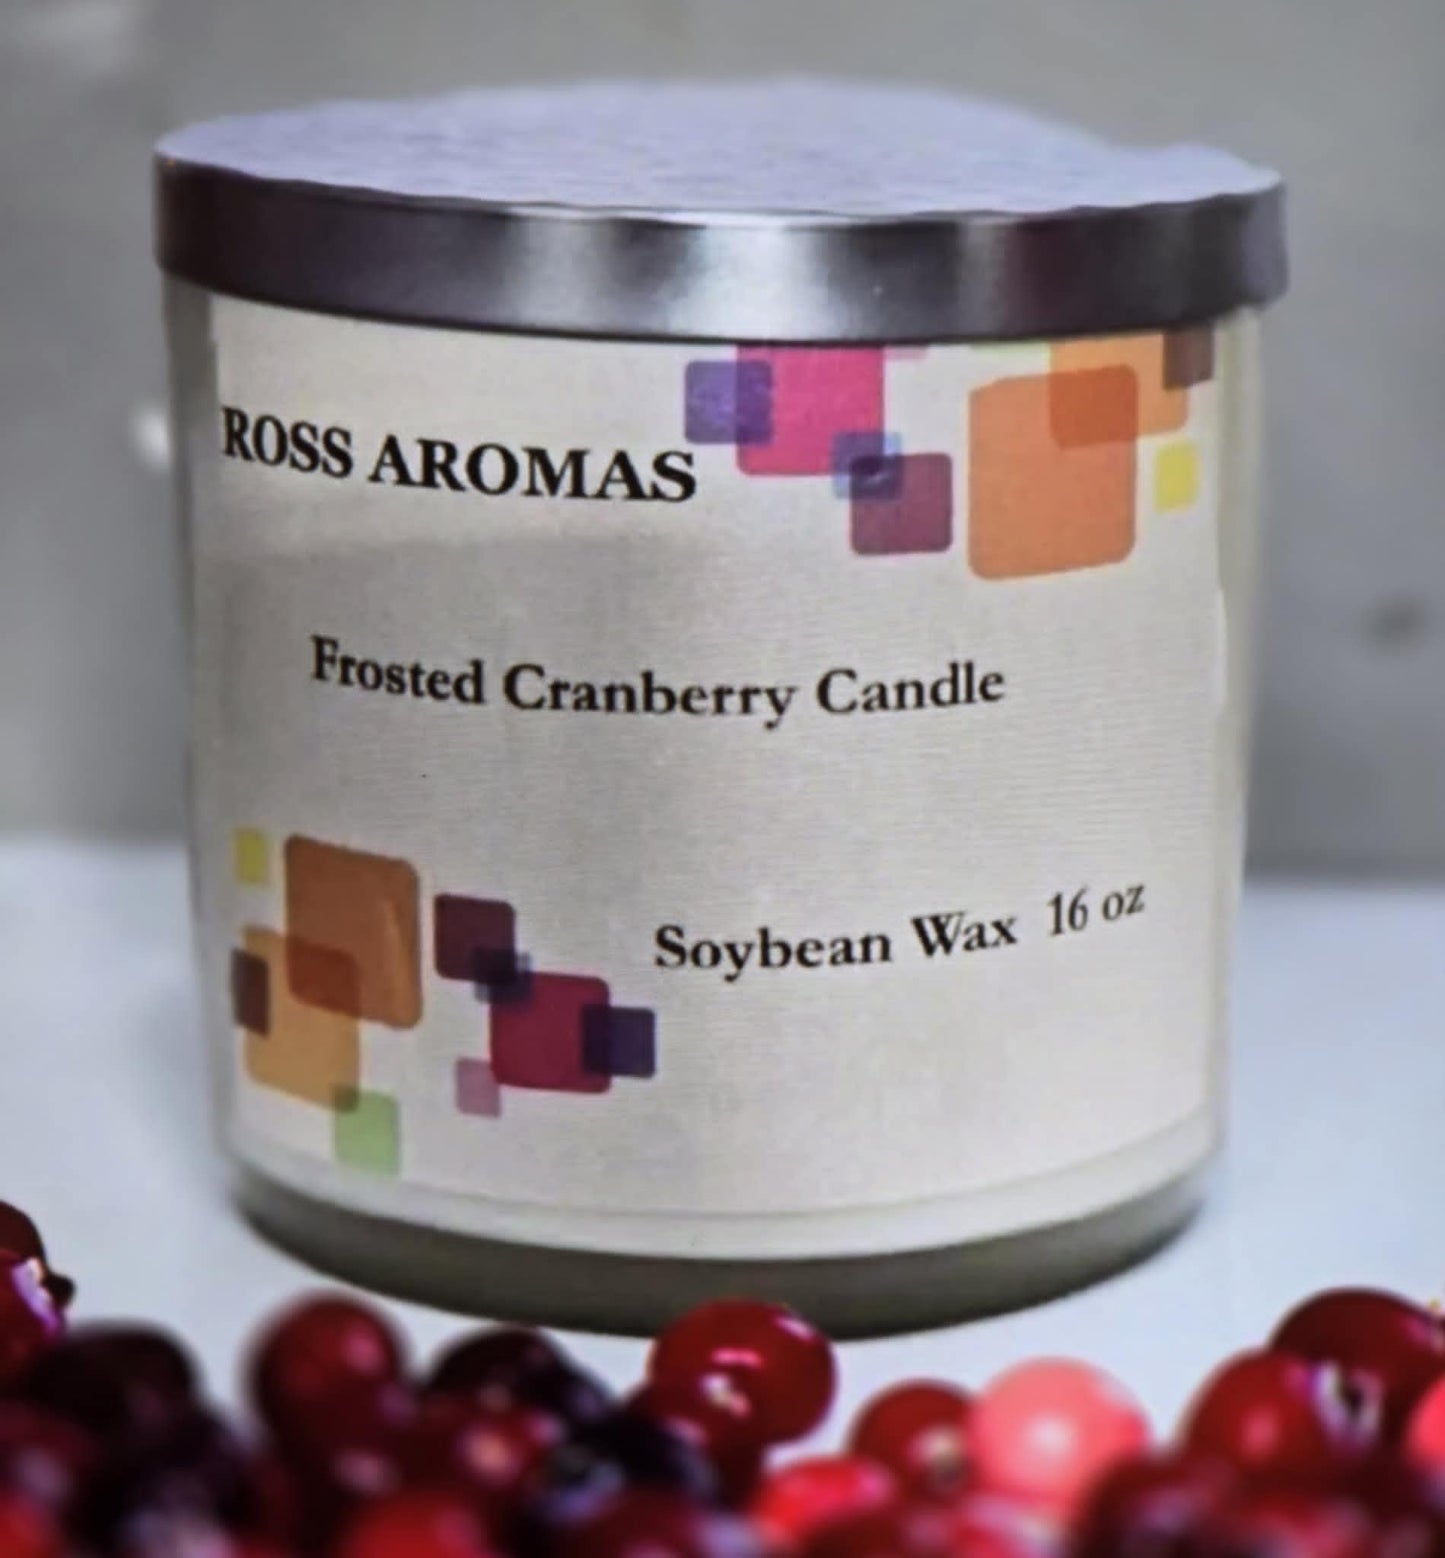 ROSS AROMAS
Frosted Cranberry Candle
Soybean Wax 16 oz